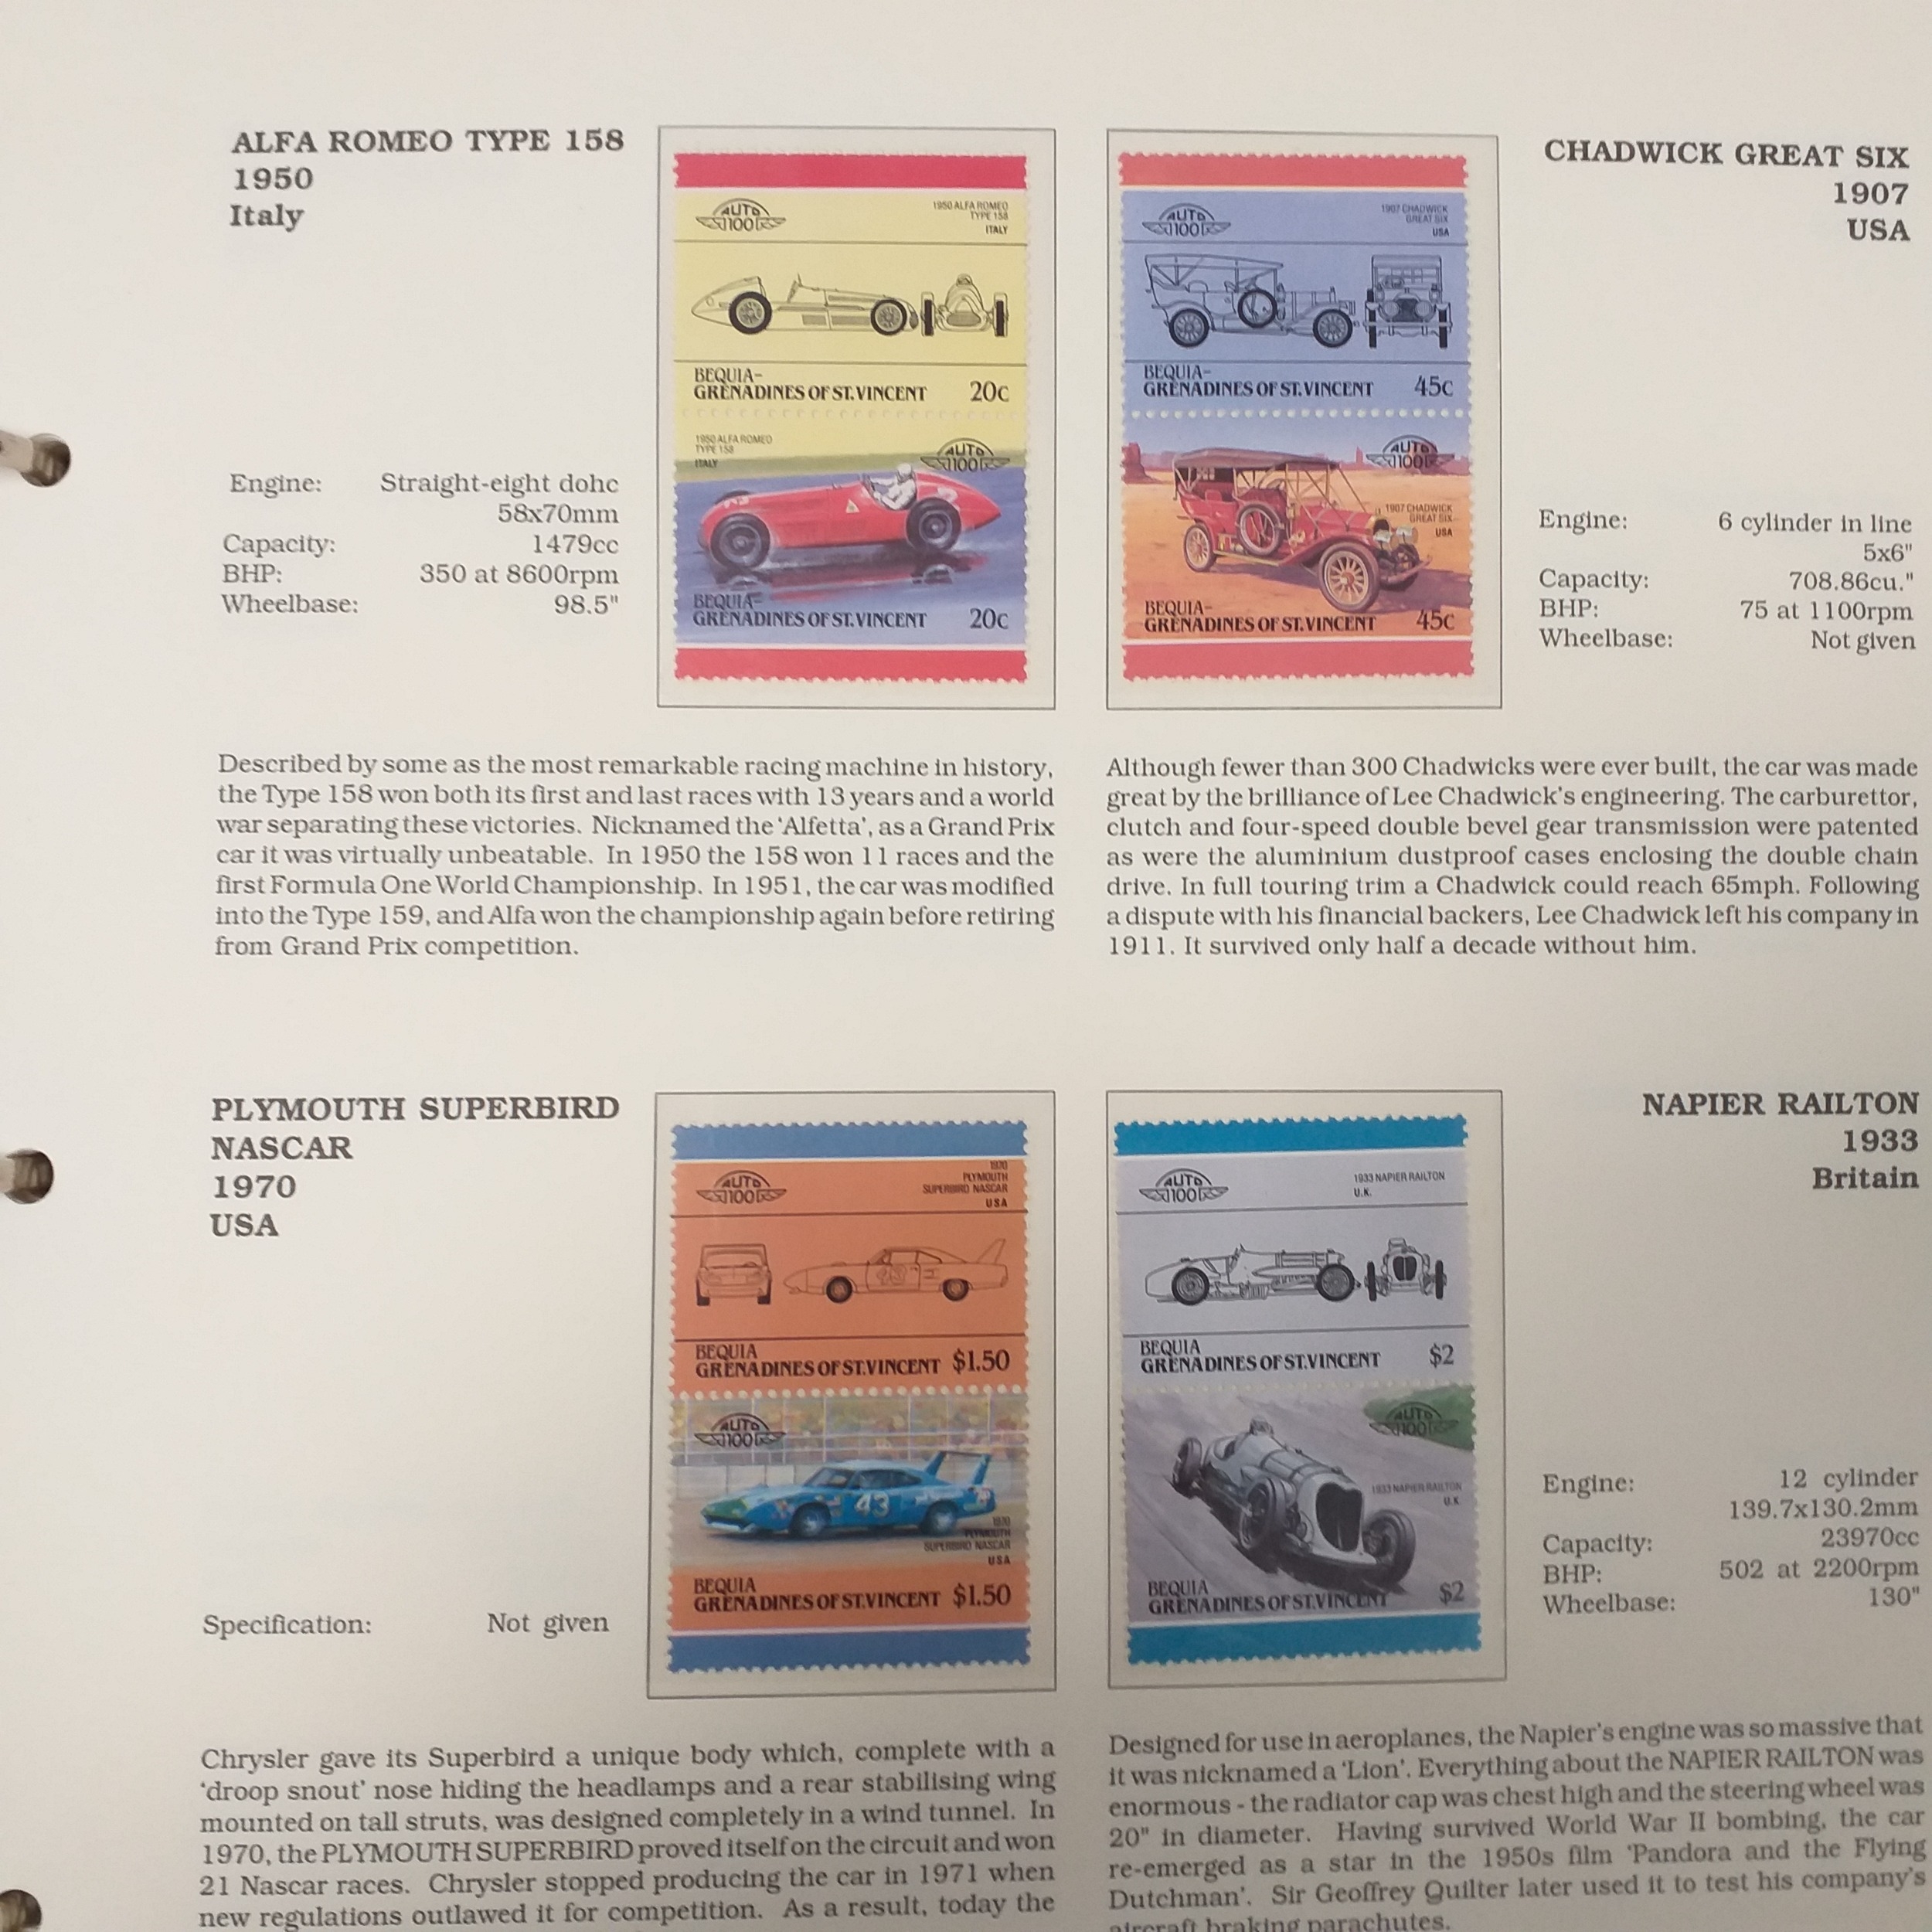 ALFA ROMEO TYPE 158
1950
Italy
Engine: Straight-eight dohc
58x70mm
Capacity: 1479cc
BHP: 350 at 8600rpm
Wheelbase: 98.5"
AUTO
100
1950 ALFA ROMEO
TYPE 158
ITALY
BEQUIA-
GRENADINES OF ST.VINCENT 20c
1950 ALFA ROMEO
TYPE 158
ITALY
AUTO
100
BEQUIA-
GRENADINES OF ST.VINCENT 20c
Described by some as the most remarkable racing machine in history,
the Type 158 won both its first and last races with 13 years and a world
war separating these victories. Nicknamed the 'Alfetta', as a Grand Prix
car it was virtually unbeatable. In 1950 the 158 won 11 races and the
first Formula One World Championship. In 1951, the car was modified
into the Type 159, and Alfa won the championship again before retiring
from Grand Prix competition.
CHADWICK GREAT SIX
1907
USA
AUTO
100
1907 CHADWICK
GREAT SIX
USA
BEQUIA-
GRENADINES OF ST.VINCENT 45c
AUTO
100
1907 CHADWICK
GREAT SIX
USA
BEQUIA-
GRENADINES OF ST.VINCENT 45c
Engine: 6 cylinder in line
5x6"
Capacity: 708.86cu."
BHP: 75 at 1100rpm
Wheelbase: Not given
Although fewer than 300 Chadwicks were ever built, the car was made
great by the brilliance of Lee Chadwick's engineering. The carburettor,
clutch and four-speed double bevel gear transmission were patented
as were the aluminium dustproof cases enclosing the double chain
drive. In full touring trim a Chadwick could reach 65mph. Following
a dispute with his financial backers, Lee Chadwick left his company in
1911. It survived only half a decade without him.
PLYMOUTH SUPERBIRD
NASCAR
1970
USA
Specification: Not given
AUTO
100
1970
PLYMOUTH
SUPERBIRD NASCAR
USA
BEQUIA
GRENADINES OF ST.VINCENT $1.50
AUTO
100
43
1970
PLYMOUTH
SUPERBIRD NASCAR
USA
BEQUIA
GRENADINES OF ST.VINCENT $1.50
Chrysler gave its Superbird a unique body which, complete with a
'droop snout' nose hiding the headlamps and a rear stabilising wing
mounted on tall struts, was designed completely in a wind tunnel. In
1970, the PLYMOUTH SUPERBIRD proved itself on the circuit and won
21 Nascar races. Chrysler stopped producing the car in 1971 when
new regulations outlawed it for competition. As a result, today the
NAPIER RAILTON
1933
Britain
AUTO
100
1933 NAPIER RAILTON
U.K.
BEQUIA
GRENADINES OF ST.VINCENT $2
AUTO
100
1933 NAPIER RAILTON
U.K.
BEQUIA
GRENADINES OF ST.VINCENT $2
Engine: 12 cylinder
139.7x130.2mm
Capacity: 23970cc
BHP: 502 at 2200rpm
Wheelbase: 130"
Designed for use in aeroplanes, the Napier's engine was so massive that
it was nicknamed a 'Lion'. Everything about the NAPIER RAILTON was
enormous - the radiator cap was chest high and the steering wheel was
20" in diameter. Having survived World War II bombing, the car
re-emerged as a star in the 1950s film 'Pandora and the Flying
Dutchman'. Sir Geoffrey Quilter later used it to test his company's
aircraft braking parachutes.